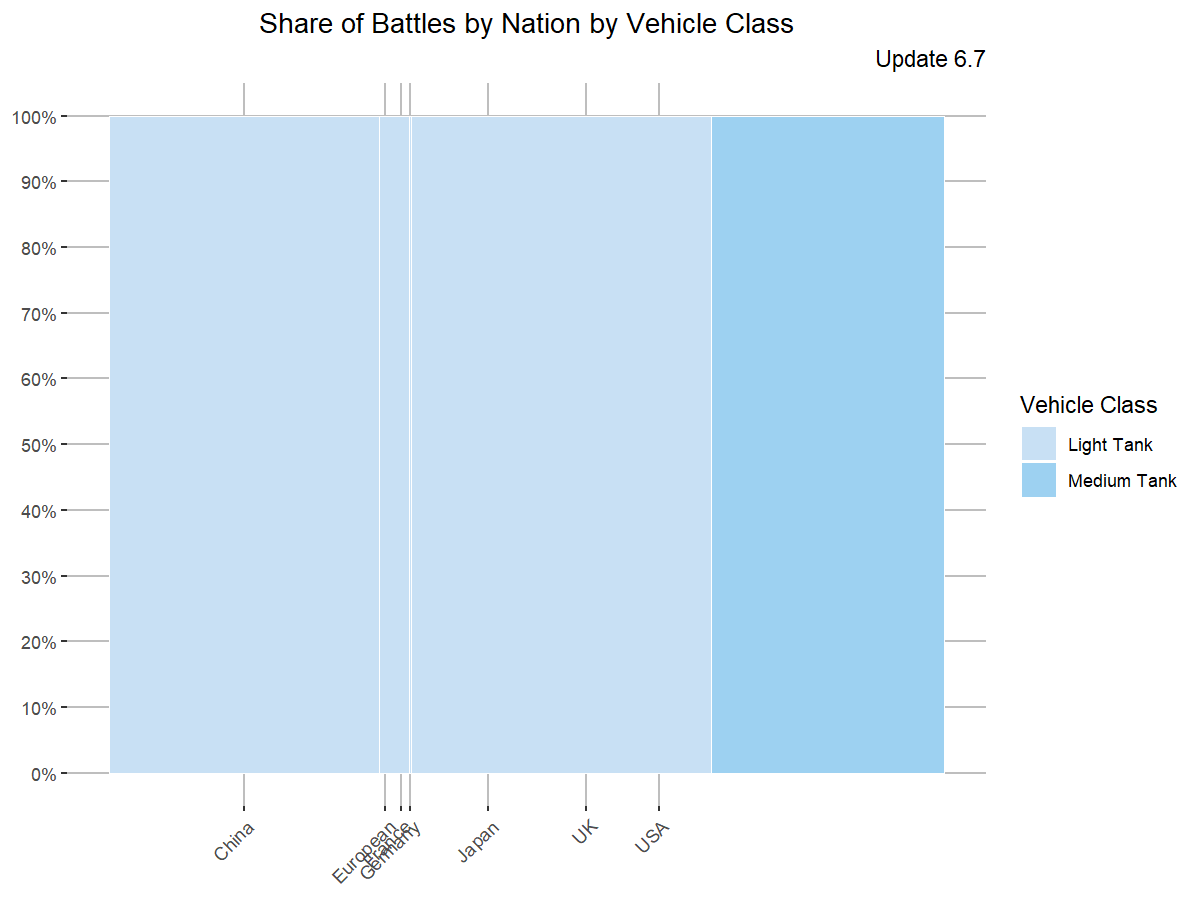 Share of Battles by Nation by Vehicle Class
Update 6.7
100%
90%
80%
70%
60%
50%
40%
30%
20%
10%
0%
China
European
France
Germany
Japan
UK
USA
Vehicle Class
Light Tank
Medium Tank